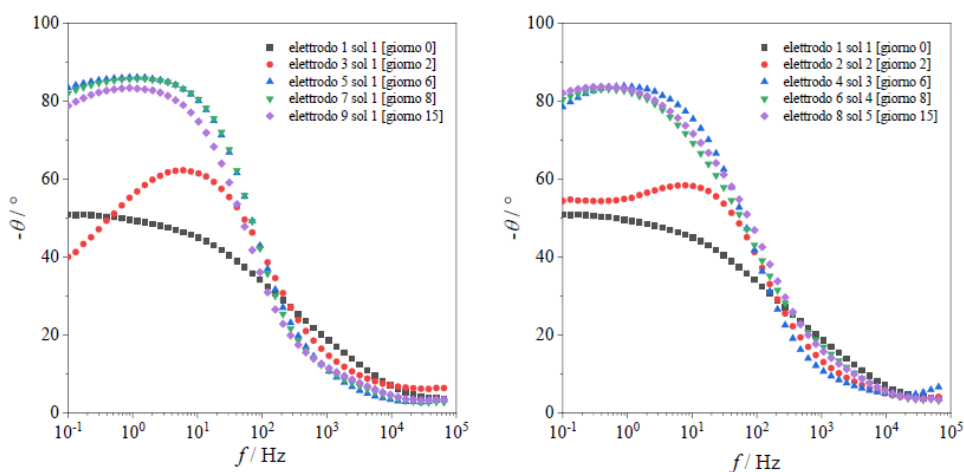 100
80
60
40
20
0
-θ / °
elettrodo 1 sol 1 [giorno 0]
elettrodo 3 sol 1 [giorno 2]
elettrodo 5 sol 1 [giorno 6]
elettrodo 7 sol 1 [giorno 8]
elettrodo 9 sol 1 [giorno 15]
10⁻¹ 10⁰ 10¹ 10² 10³ 10⁴ 10⁵
f / Hz
100
80
60
40
20
0
-θ / °
elettrodo 1 sol 1 [giorno 0]
elettrodo 2 sol 2 [giorno 2]
elettrodo 4 sol 3 [giorno 6]
elettrodo 6 sol 4 [giorno 8]
elettrodo 8 sol 5 [giorno 15]
10⁻¹ 10⁰ 10¹ 10² 10³ 10⁴ 10⁵
f / Hz